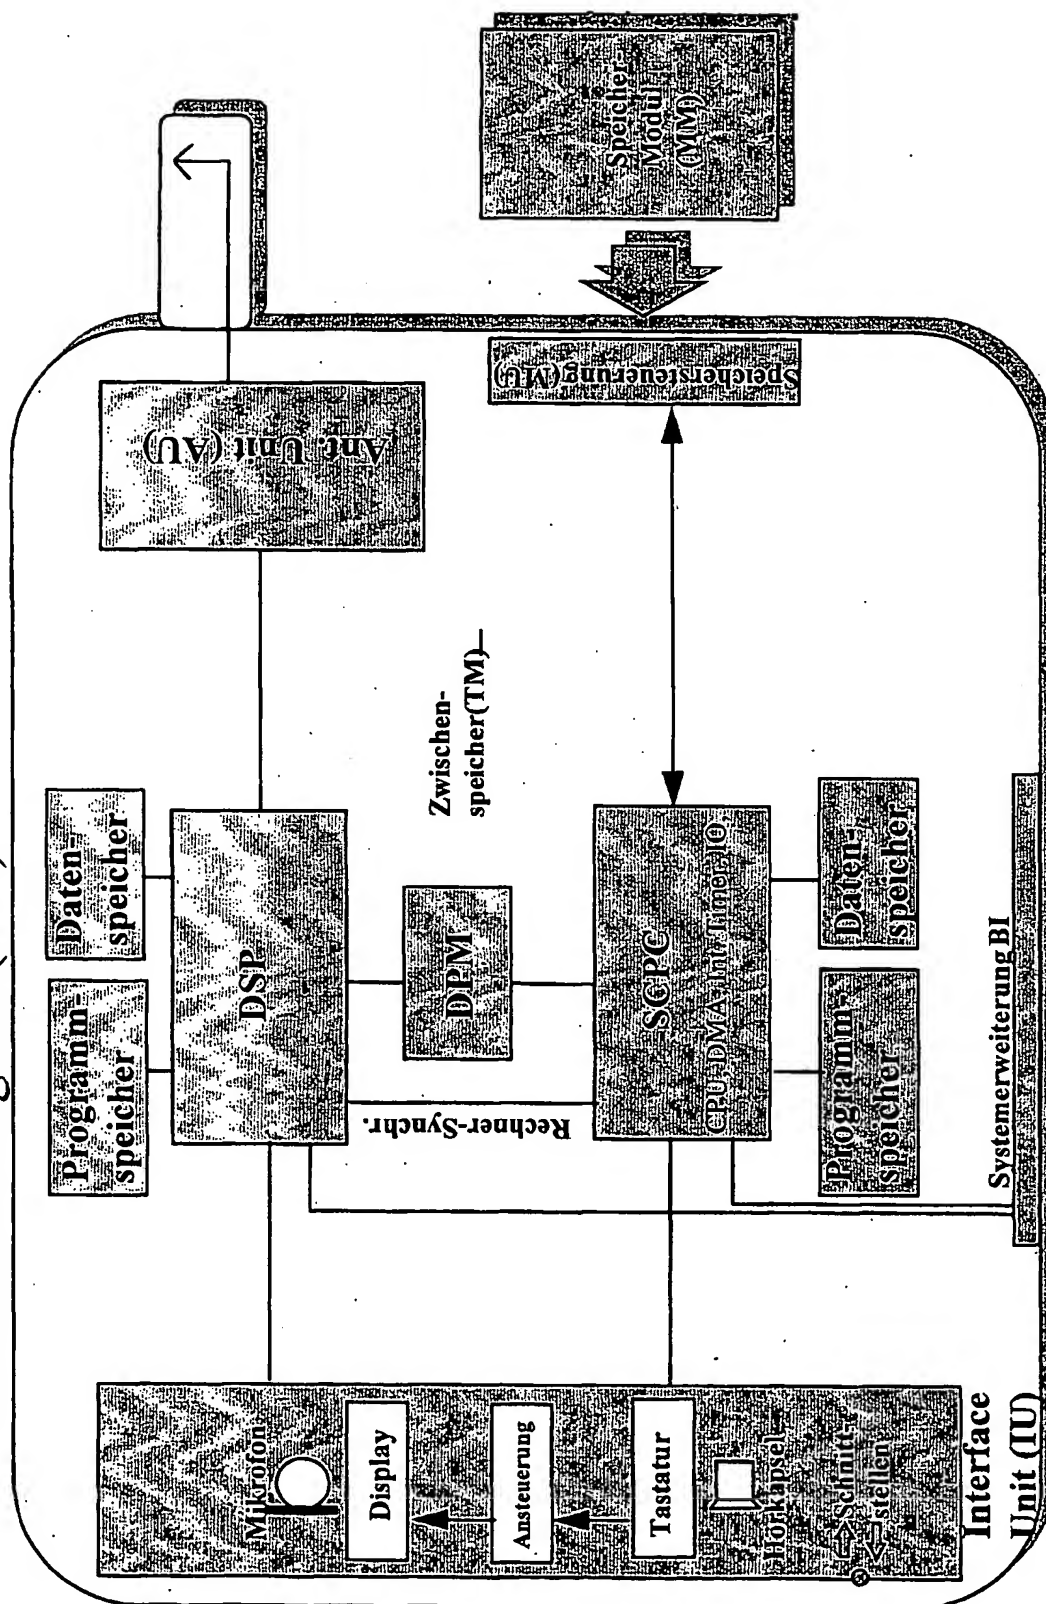 Speicher-
Modul
(MM)
Speichersteuerung(MU)
Ant. Unit (AU)
Zwischen-
speicher(TM)
Daten-
speicher
Programm-
speicher
DSP
DPM
Rechner-Synchr.
SGPC
CPU, DMA, Int, Timer, IO,
Daten-
speicher
Programm-
speicher
Systemerweiterung BI
Mikrofon
Display
Ansteuerung
Tastatur
Hörkapsel
Schnitt-
stellen
Interface
Unit (IU)